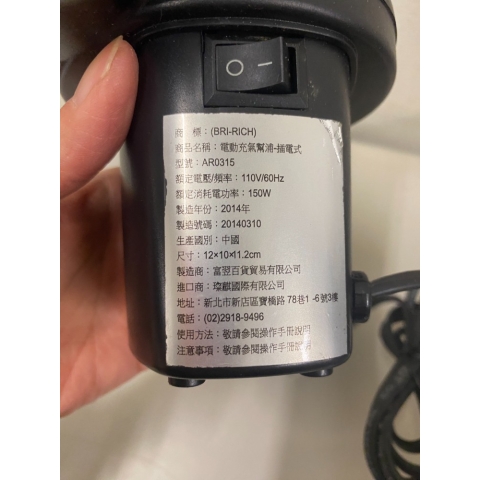 商　標：(BRI-RICH)
商品名稱：電動充氣幫浦-插電式
型號：AR0315
額定電壓/頻率：110V/60Hz
額定消耗電功率：150W
製造年份：2014年
製造號碼：20140310
生產國別：中國
尺寸：12×10×11.2cm
製造商：富翌百貨貿易有限公司
進口商：瑋麒國際有限公司
地址：新北市新店區寶橋路78巷1-6號3樓
電話：(02)2918-9496
使用方法：敬請參閱操作手冊說明
注意事項：敬請參閱操作手冊說明